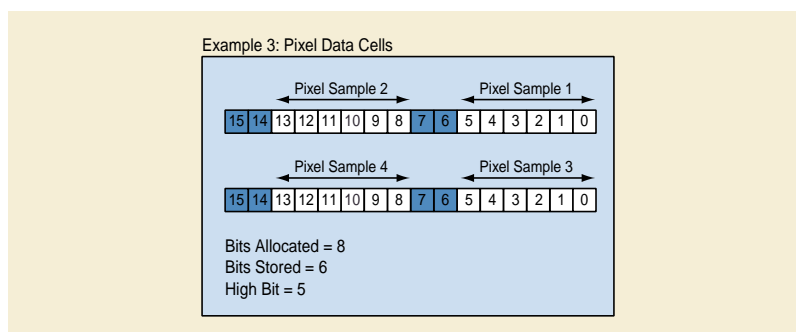 Example 3: Pixel Data Cells
Pixel Sample 2 Pixel Sample 1
15 14 13 12 11 10 9 8 7 6 5 4 3 2 1 0
Pixel Sample 4 Pixel Sample 3
15 14 13 12 11 10 9 8 7 6 5 4 3 2 1 0
Bits Allocated = 8
Bits Stored = 6
High Bit = 5